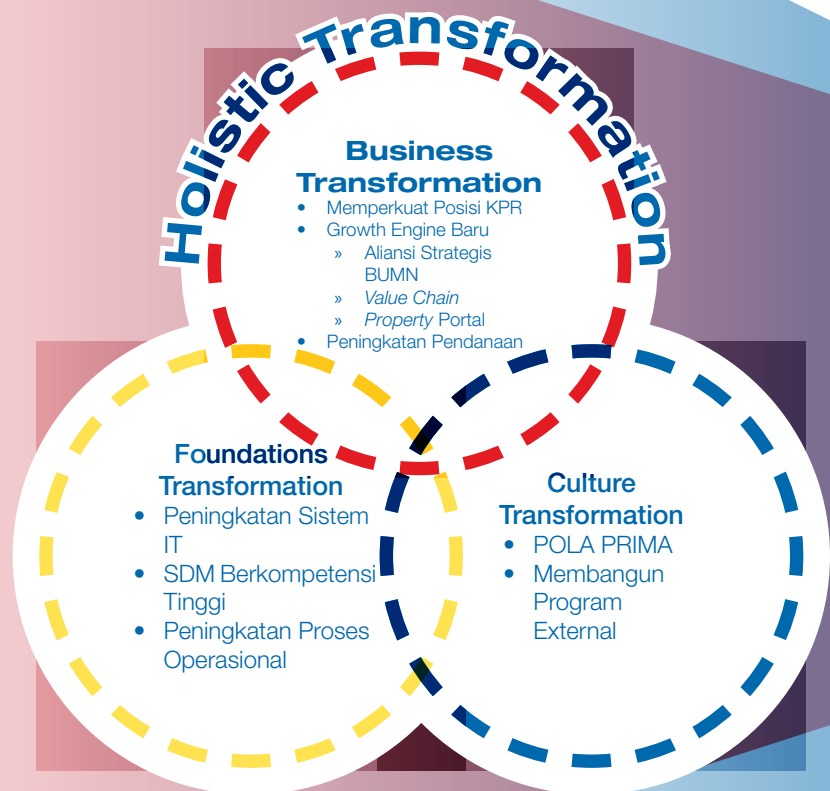 Holistic Transformation
Business
Transformation
• Memperkuat Posisi KPR
• Growth Engine Baru
» Aliansi Strategis
BUMN
» Value Chain
» Property Portal
• Peningkatan Pendanaan
Foundations
Transformation
• Peningkatan Sistem
IT
• SDM Berkompetensi
Tinggi
• Peningkatan Proses
Operasional
Culture
Transformation
• POLA PRIMA
• Membangun
Program
External